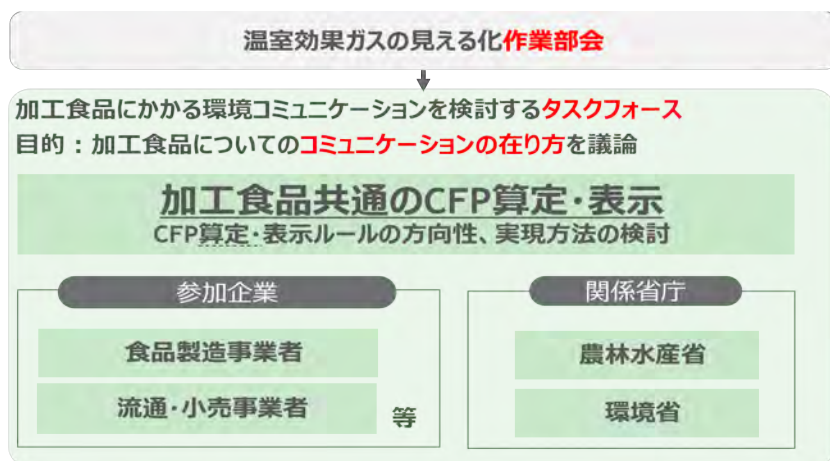 温室効果ガスの見える化作業部会
加工食品にかかる環境コミュニケーションを検討するタスクフォース
目的：加工食品についてのコミュニケーションの在り方を議論
加工食品共通のCFP算定・表示
CFP算定・表示ルールの方向性、実現方法の検討
参加企業
食品製造事業者
流通・小売事業者
等
関係省庁
農林水産省
環境省